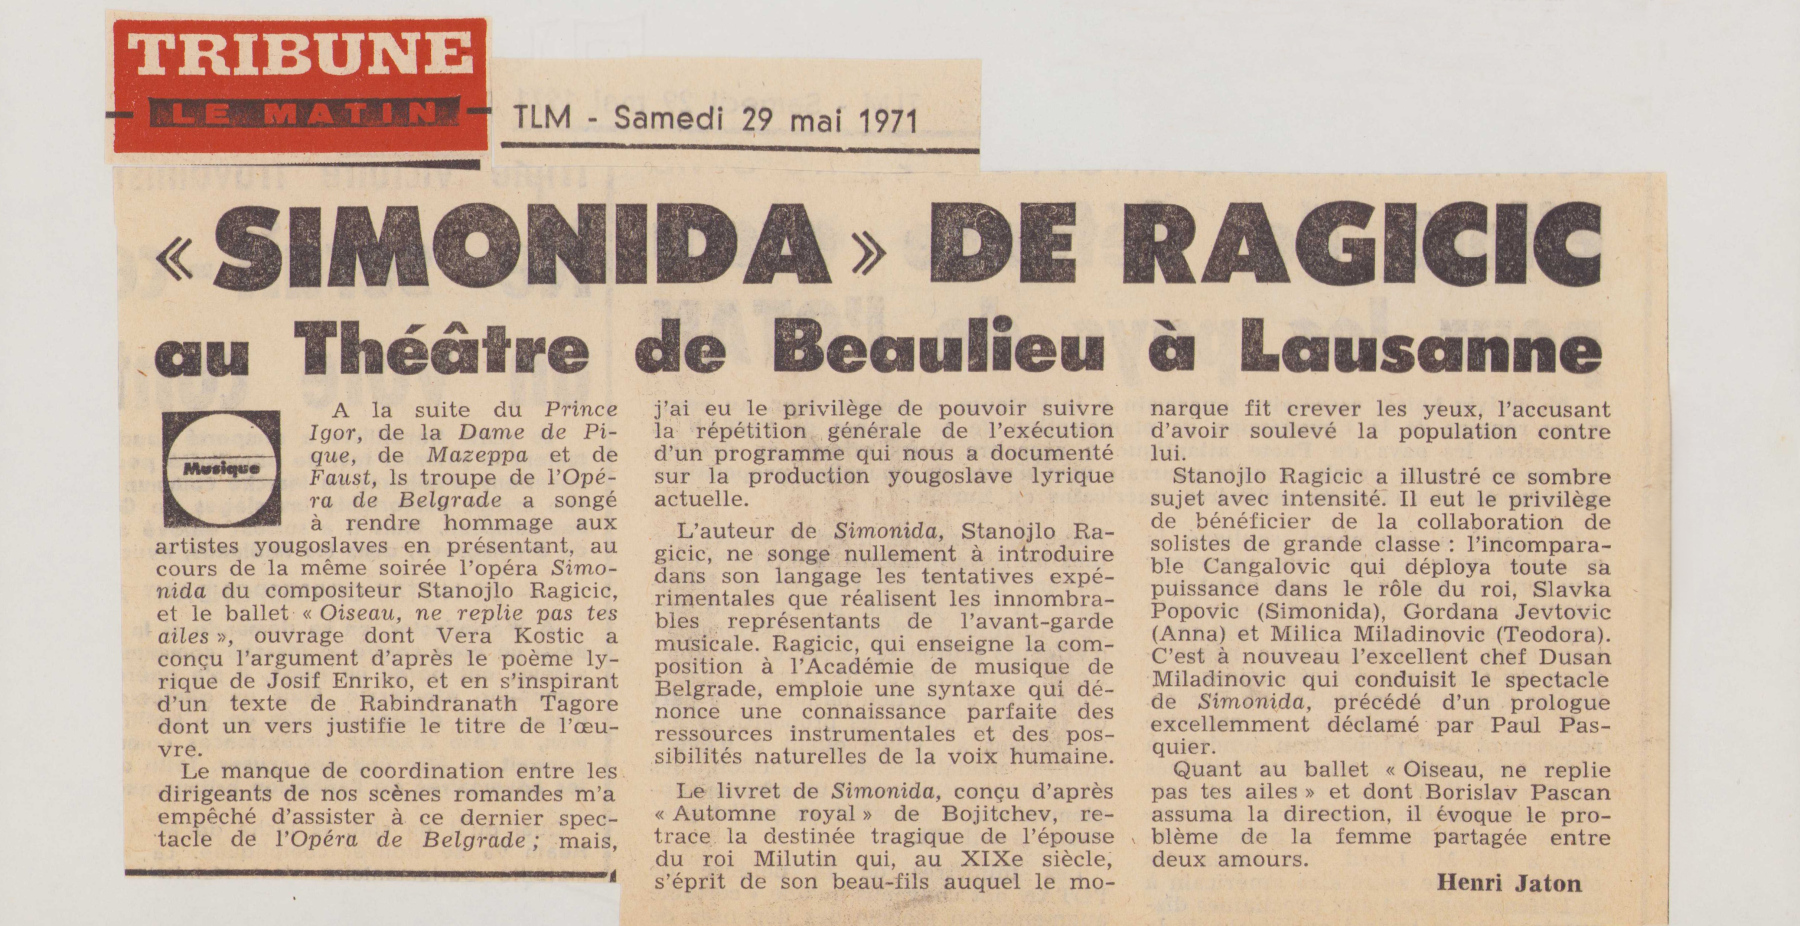 TRIBUNE
LE MATIN
TLM - Samedi 29 mai 1971
« SIMONIDA » DE RAGICIC
au Théâtre de Beaulieu à Lausanne
Musique
A la suite du Prince
Igor, de la Dame de Pi-
que, de Mazeppa et de
Faust, ls troupe de l'Opé-
ra de Belgrade a songé
à rendre hommage aux
artistes yougoslaves en présentant, au
cours de la même soirée l'opéra Simo-
nida du compositeur Stanojlo Ragicic,
et le ballet « Oiseau, ne replie pas tes
ailes », ouvrage dont Vera Kostic a
conçu l'argument d'après le poème ly-
rique de Josif Enriko, et en s'inspirant
d'un texte de Rabindranath Tagore
dont un vers justifie le titre de l'œu-
vre.
Le manque de coordination entre les
dirigeants de nos scènes romandes m'a
empêché d'assister à ce dernier spec-
tacle de l'Opéra de Belgrade ; mais,
j'ai eu le privilège de pouvoir suivre
la répétition générale de l'exécution
d'un programme qui nous a documenté
sur la production yougoslave lyrique
actuelle.
L'auteur de Simonida, Stanojlo Ra-
gicic, ne songe nullement à introduire
dans son langage les tentatives expé-
rimentales que réalisent les innombra-
bles représentants de l'avant-garde
musicale. Ragicic, qui enseigne la com-
position à l'Académie de musique de
Belgrade, emploie une syntaxe qui dé-
nonce une connaissance parfaite des
ressources instrumentales et des pos-
sibilités naturelles de la voix humaine.
Le livret de Simonida, conçu d'après
« Automne royal » de Bojitchev, re-
trace la destinée tragique de l'épouse
du roi Milutin qui, au XIXe siècle,
s'éprit de son beau-fils auquel le mo-
narque fit crever les yeux, l'accusant
d'avoir soulevé la population contre
lui.
Stanojlo Ragicic a illustré ce sombre
sujet avec intensité. Il eut le privilège
de bénéficier de la collaboration de
solistes de grande classe : l'incompara-
ble Cangalovic qui déploya toute sa
puissance dans le rôle du roi, Slavka
Popovic (Simonida), Gordana Jevtovic
(Anna) et Milica Miladinovic (Teodora).
C'est à nouveau l'excellent chef Dusan
Miladinovic qui conduisit le spectacle
de Simonida, précédé d'un prologue
excellemment déclamé par Paul Pas-
quier.
Quant au ballet « Oiseau, ne replie
pas tes ailes » et dont Borislav Pascan
assuma la direction, il évoque le pro-
blème de la femme partagée entre
deux amours.
Henri Jaton